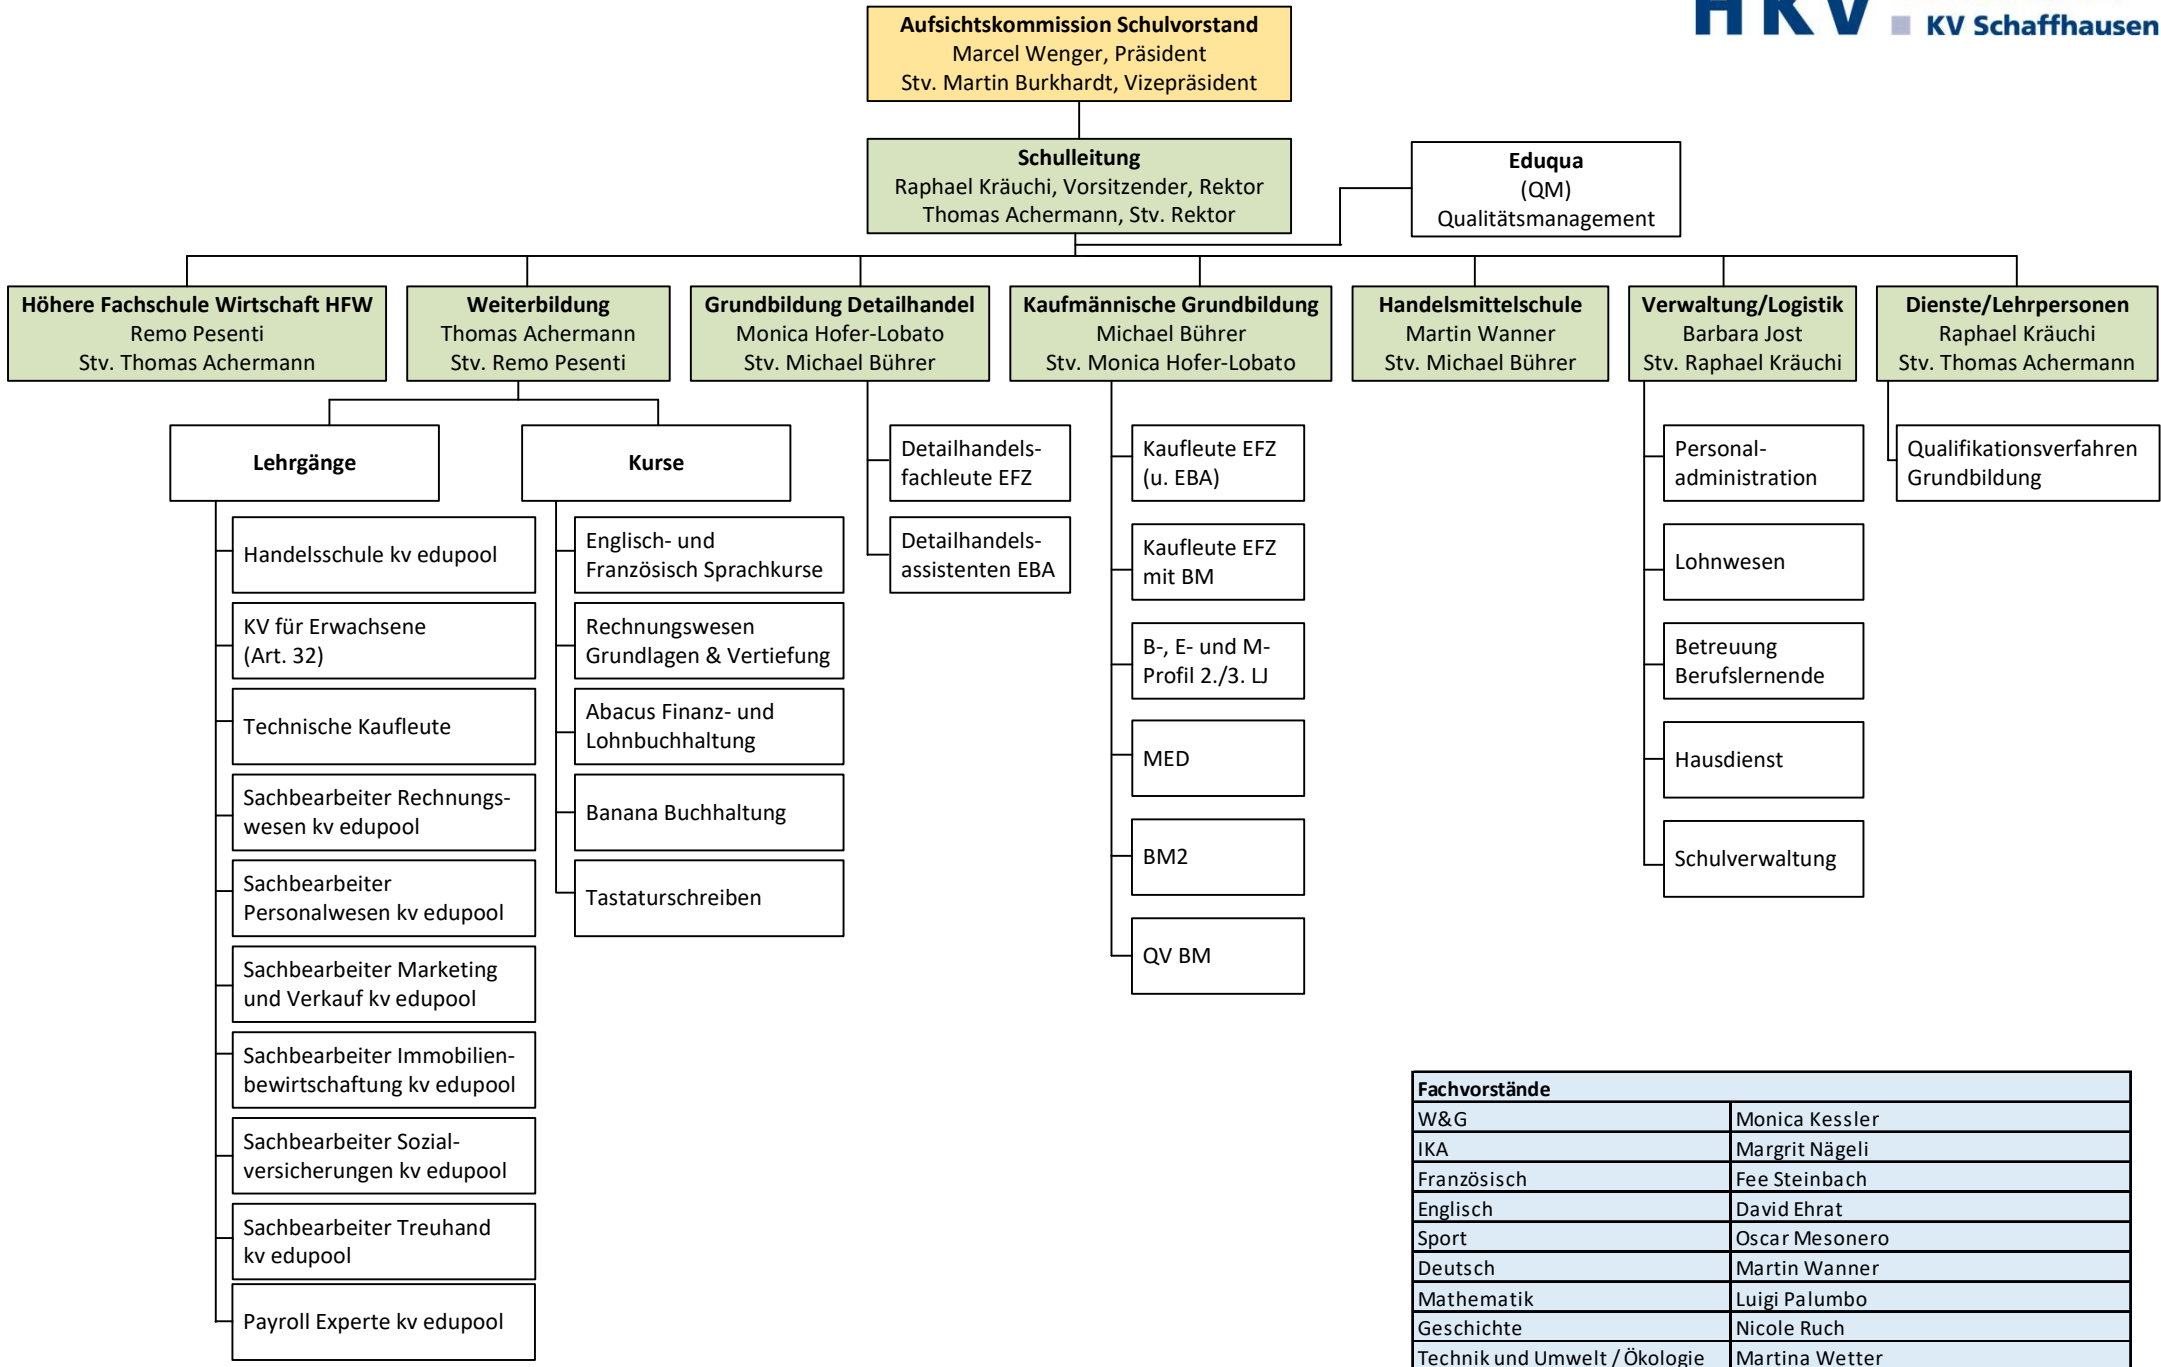 HKV
KV Schaffhausen
Aufsichtskommission Schulvorstand
Marcel Wenger, Präsident
Stv. Martin Burkhardt, Vizepräsident
Schulleitung
Raphael Kräuchi, Vorsitzender, Rektor
Thomas Achermann, Stv. Rektor
Eduqua
(QM)
Qualitätsmanagement
Höhere Fachschule Wirtschaft HFW
Remo Pesenti
Stv. Thomas Achermann
Weiterbildung
Thomas Achermann
Stv. Remo Pesenti
Grundbildung Detailhandel
Monica Hofer-Lobato
Stv. Michael Bührer
Kaufmännische Grundbildung
Michael Bührer
Stv. Monica Hofer-Lobato
Handelsmittelschule
Martin Wanner
Stv. Michael Bührer
Verwaltung/Logistik
Barbara Jost
Stv. Raphael Kräuchi
Dienste/Lehrpersonen
Raphael Kräuchi
Stv. Thomas Achermann
Lehrgänge
Handelsschule kv edupool
KV für Erwachsene
(Art. 32)
Technische Kaufleute
Sachbearbeiter Rechnungs-
wesen kv edupool
Sachbearbeiter
Personalwesen kv edupool
Sachbearbeiter Marketing
und Verkauf kv edupool
Sachbearbeiter Immobilien-
bewirtschaftung kv edupool
Sachbearbeiter Sozial-
versicherungen kv edupool
Sachbearbeiter Treuhand
kv edupool
Payroll Experte kv edupool
Kurse
Englisch- und
Französisch Sprachkurse
Rechnungswesen
Grundlagen & Vertiefung
Abacus Finanz- und
Lohnbuchhaltung
Banana Buchhaltung
Tastaturschreiben
Detailhandels-
fachleute EFZ
Detailhandels-
assistenten EBA
Kaufleute EFZ
(u. EBA)
Kaufleute EFZ
mit BM
B-, E- und M-
Profil 2./3. LJ
MED
BM2
QV BM
Personal-
administration
Lohnwesen
Betreuung
Berufslernende
Hausdienst
Schulverwaltung
Qualifikationsverfahren
Grundbildung
Fachvorstände
W&G Monica Kessler
IKA Margrit Nägeli
Französisch Fee Steinbach
Englisch David Ehrat
Sport Oscar Mesonero
Deutsch Martin Wanner
Mathematik Luigi Palumbo
Geschichte Nicole Ruch
Technik und Umwelt / Ökologie Martina Wetter